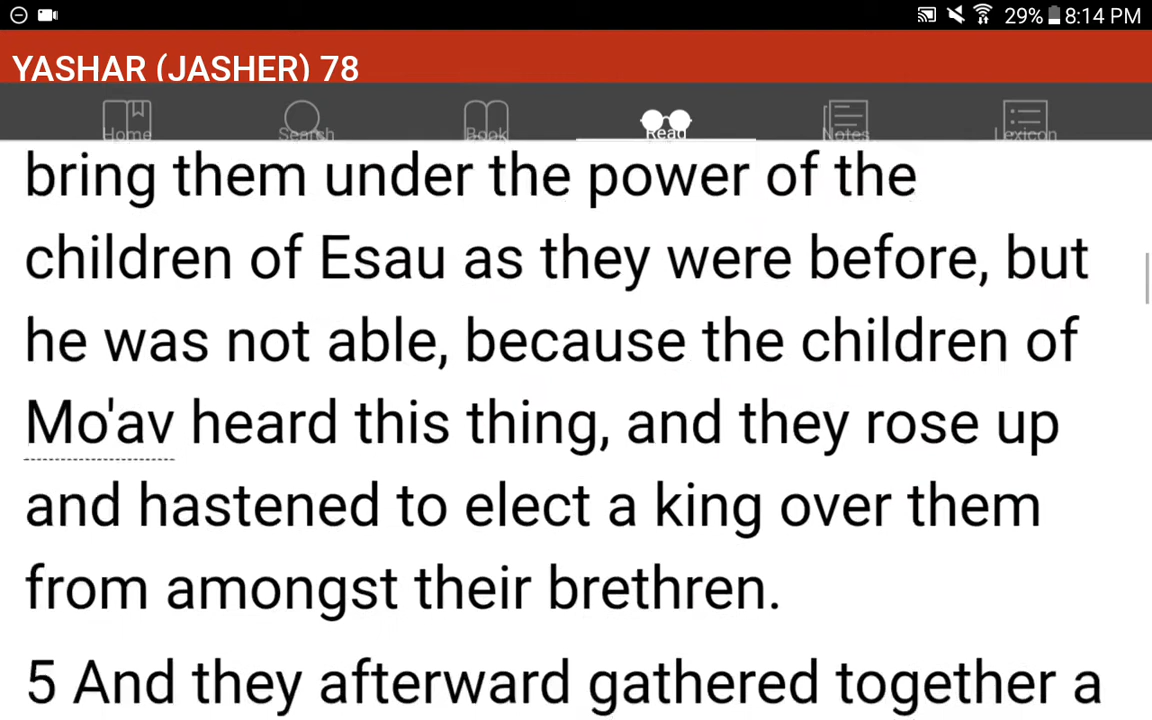 29% 8:14 PM
YASHAR (JASHER) 78
Home Search Book Read Notes Lexicon
bring them under the power of the
children of Esau as they were before, but
he was not able, because the children of
Mo'av heard this thing, and they rose up
and hastened to elect a king over them
from amongst their brethren.
5 And they afterward gathered together a